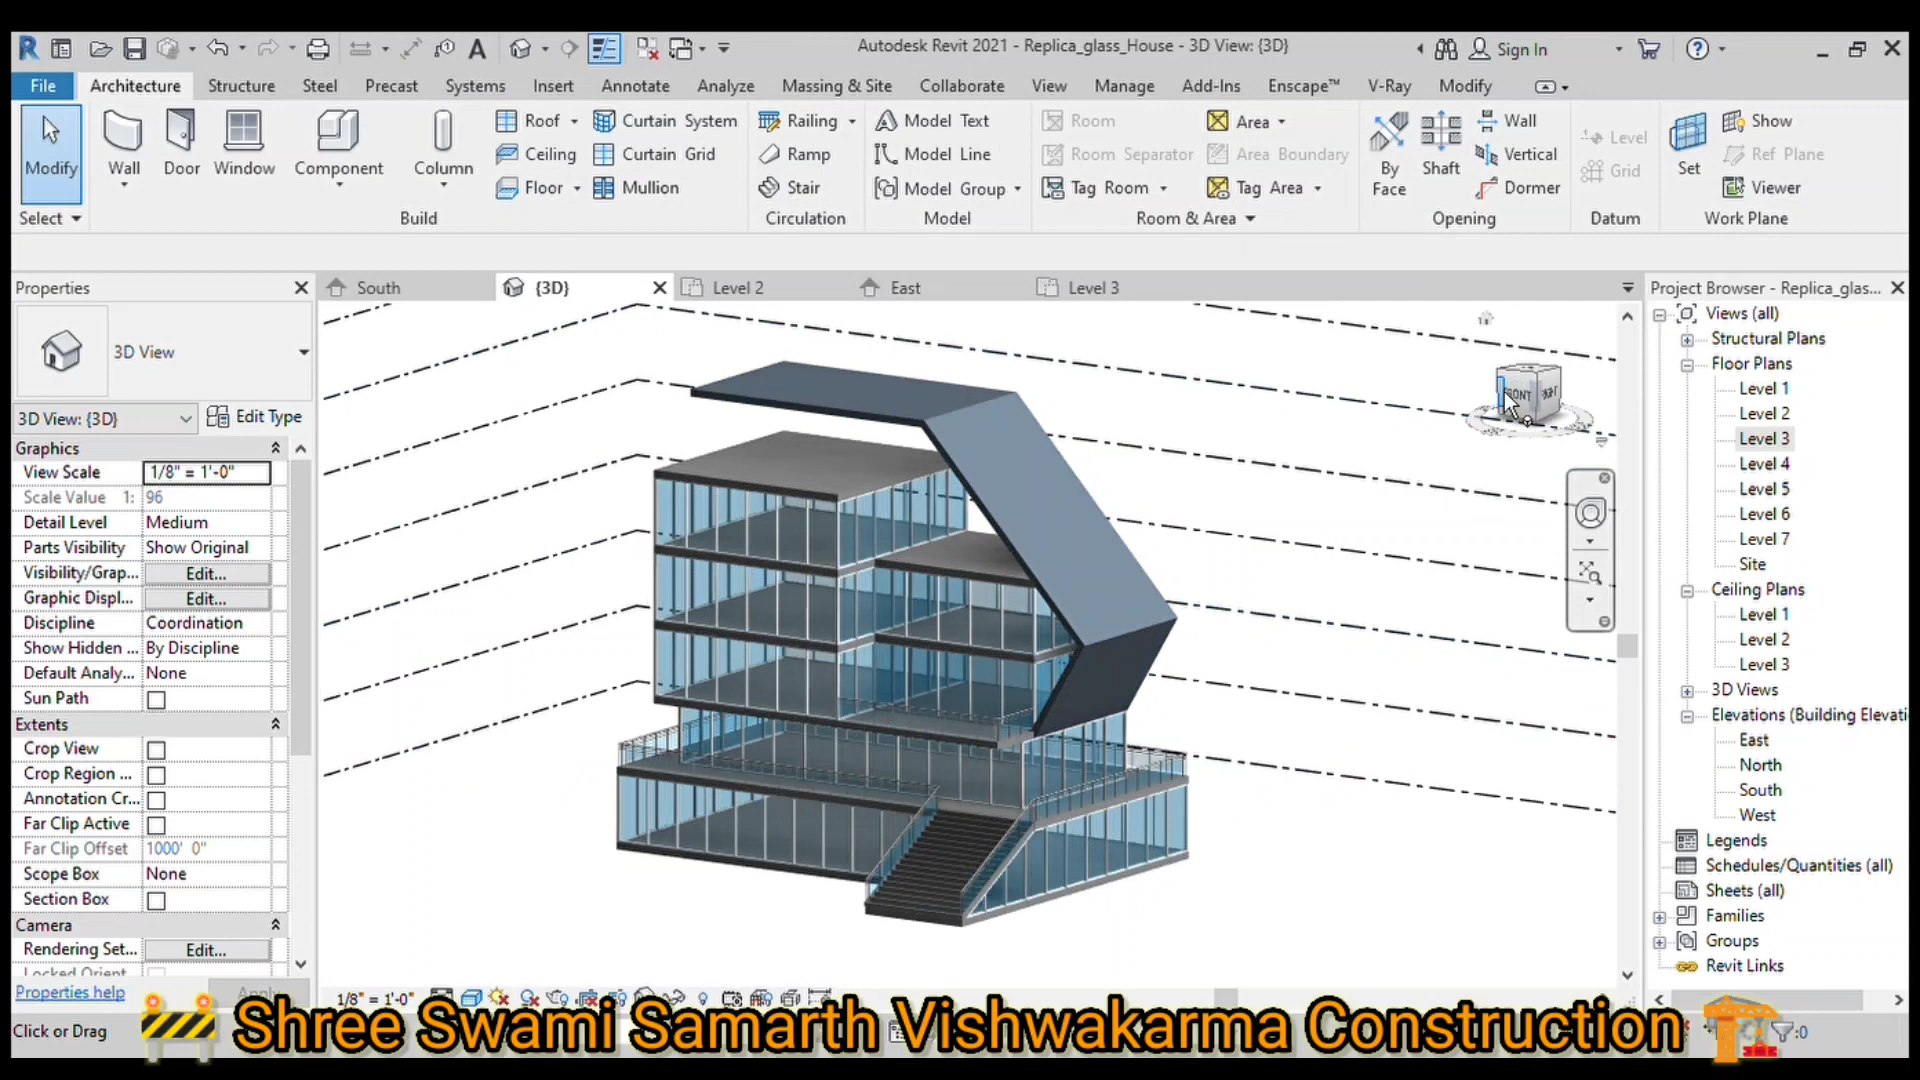 Autodesk Revit 2021 - Replica_glass_House - 3D View: {3D}
Sign In
File Architecture Structure Steel Precast Systems Insert Annotate Analyze Massing & Site Collaborate View Manage Add-Ins Enscape™ V-Ray Modify
Modify Wall Door Window Component Column
Roof Curtain System Railing Model Text Room Area Wall Level Show
Ceiling Curtain Grid Ramp Model Line Room Separator Area Boundary By Face Shaft Vertical Grid Set Ref Plane
Floor Mullion Stair Model Group Tag Room Tag Area Dormer Viewer
Select Build Circulation Model Room & Area Opening Datum Work Plane
Properties
South {3D} Level 2 East Level 3
Project Browser - Replica_glas...
3D View
3D View: {3D} Edit Type
Graphics
View Scale 1/8" = 1'-0"
Scale Value 1: 96
Detail Level Medium
Parts Visibility Show Original
Visibility/Grap... Edit...
Graphic Displ... Edit...
Discipline Coordination
Show Hidden ... By Discipline
Default Analy... None
Sun Path
Extents
Crop View
Crop Region ...
Annotation Cr...
Far Clip Active
Far Clip Offset 1000' 0"
Scope Box None
Section Box
Camera
Rendering Set... Edit...
Locked Orient
Properties help Apply
Click or Drag
Views (all)
Structural Plans
Floor Plans
Level 1
Level 2
Level 3
Level 4
Level 5
Level 6
Level 7
Site
Ceiling Plans
Level 1
Level 2
Level 3
3D Views
Elevations (Building Elevati
East
North
South
West
Legends
Schedules/Quantities (all)
Sheets (all)
Families
Groups
Revit Links
1/8" = 1'-0"
Shree Swami Samarth Vishwakarma Construction
:0